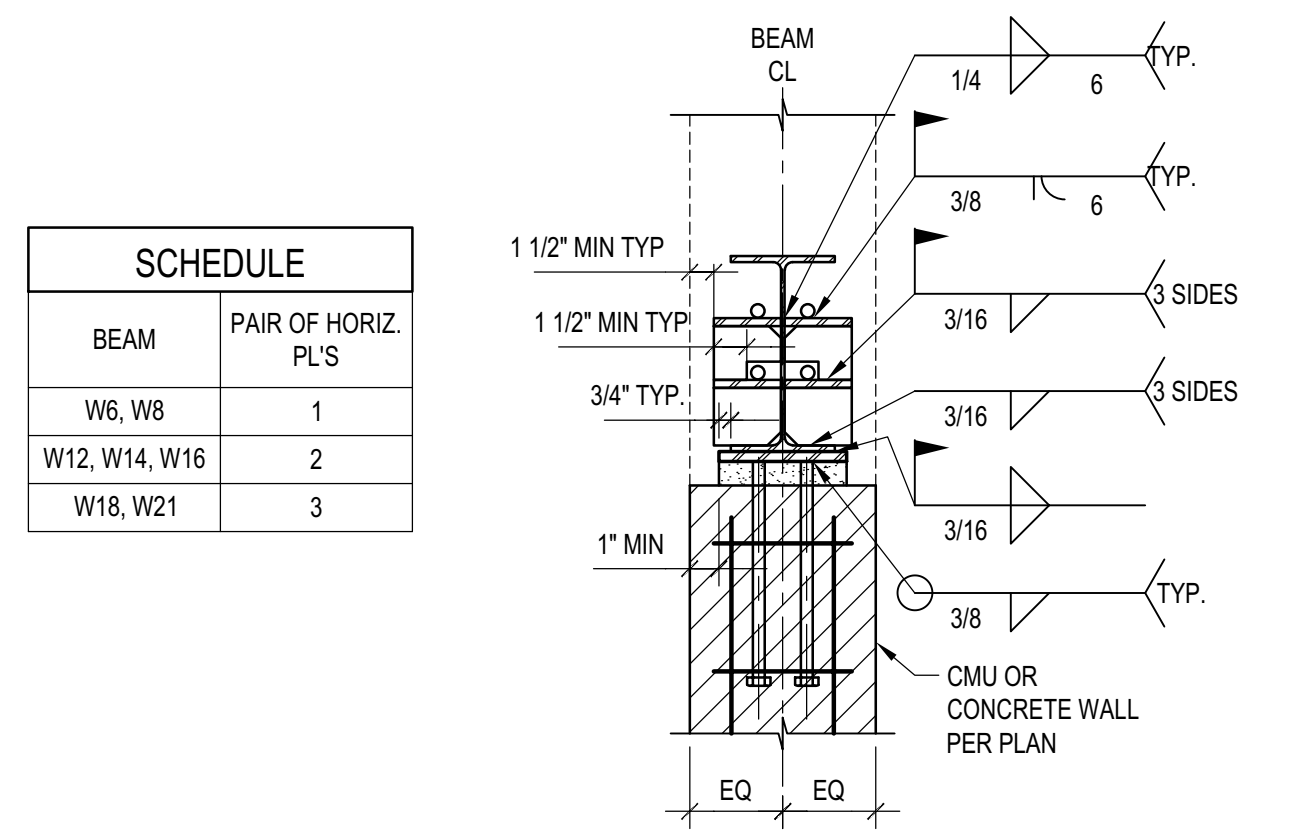 SCHEDULE
BEAM
PAIR OF HORIZ.
PL'S
W6, W8
1
W12, W14, W16
2
W18, W21
3
BEAM
CL
1/4
6
TYP.
3/8
6
TYP.
1 1/2" MIN TYP
3/16
3 SIDES
1 1/2" MIN TYP
3/4" TYP.
3/16
3 SIDES
3/16
1" MIN
3/8
TYP.
CMU OR
CONCRETE WALL
PER PLAN
EQ
EQ